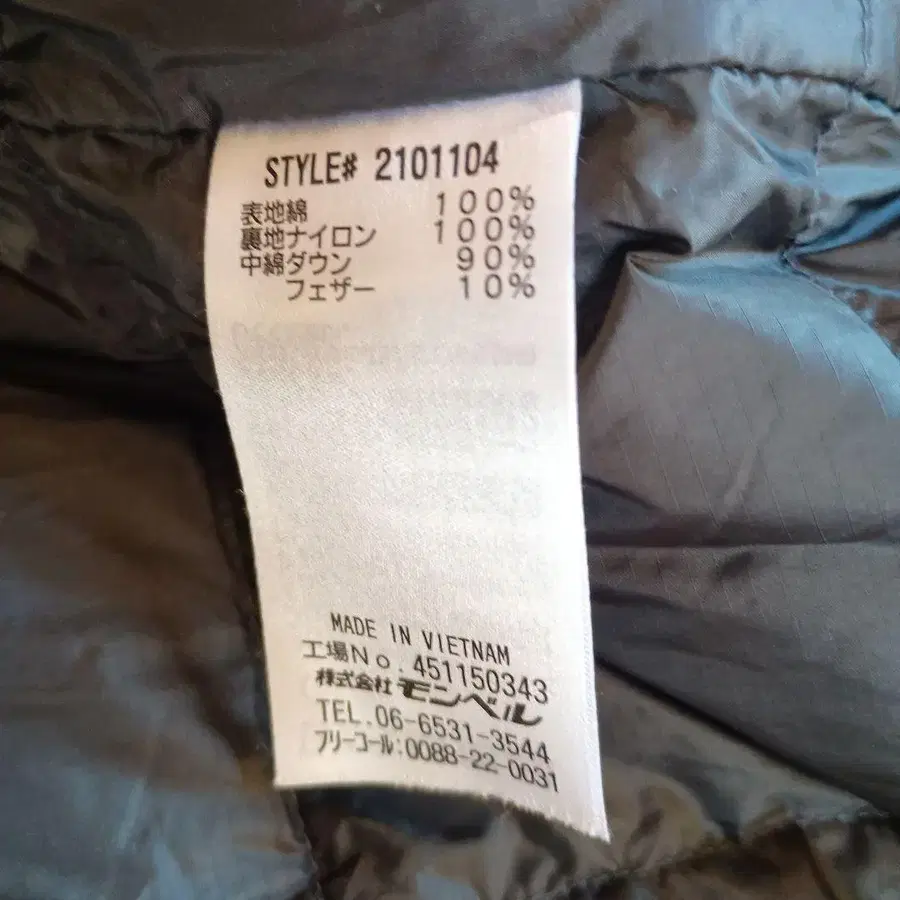 STYLE# 2101104
表地綿 100%
裏地ナイロン 100%
中綿ダウン 90%
フェザー 10%
MADE IN VIETNAM
工場No.451150343
株式会社モンベル
TEL.06-6531-3544
フリーコール:0088-22-0031